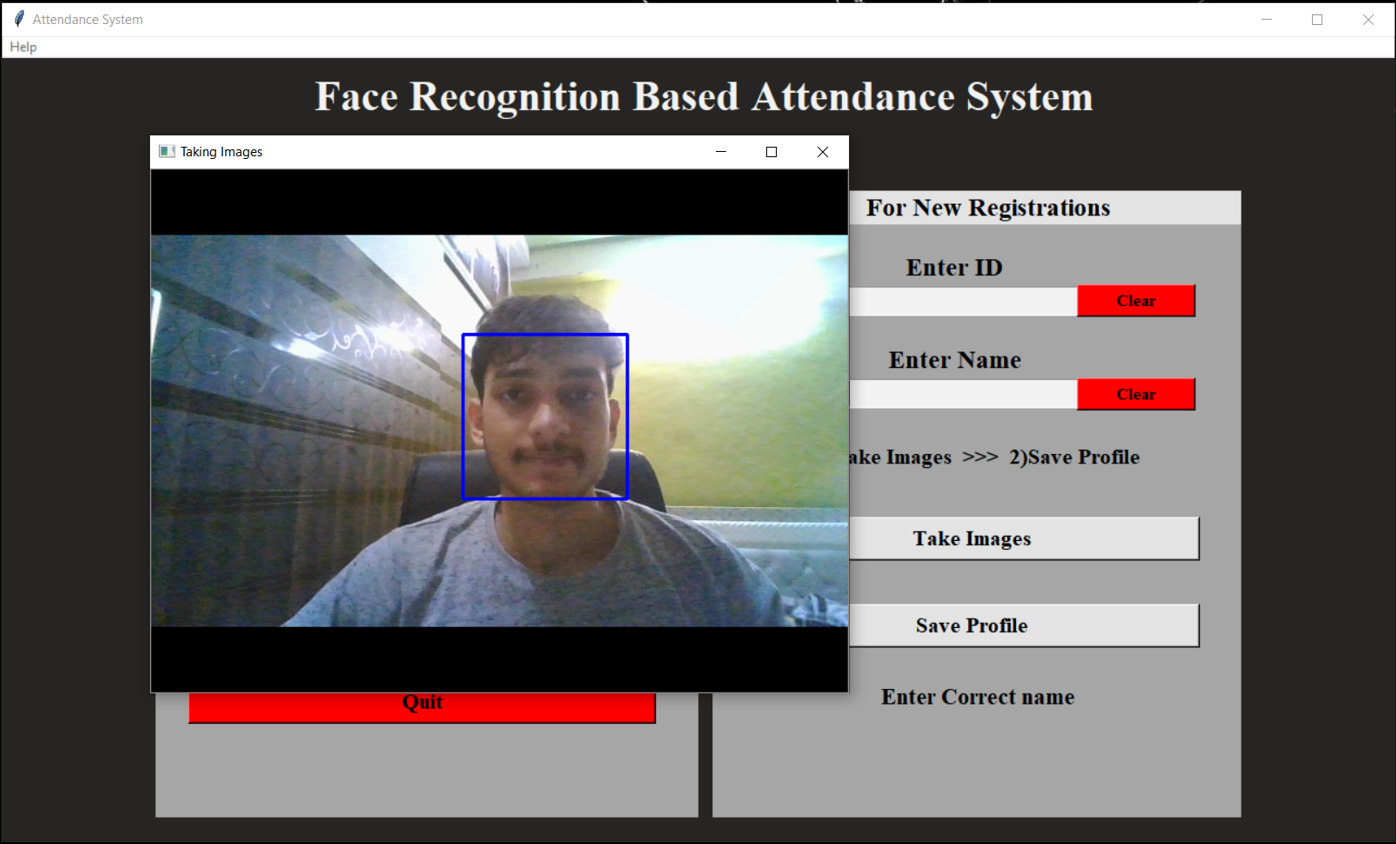 Attendance System
Help
Face Recognition Based Attendance System
Taking Images
For New Registrations
Enter ID
Clear
Enter Name
Clear
Images >>> 2)Save Profile
Take Images
Save Profile
Enter Correct name
Quit